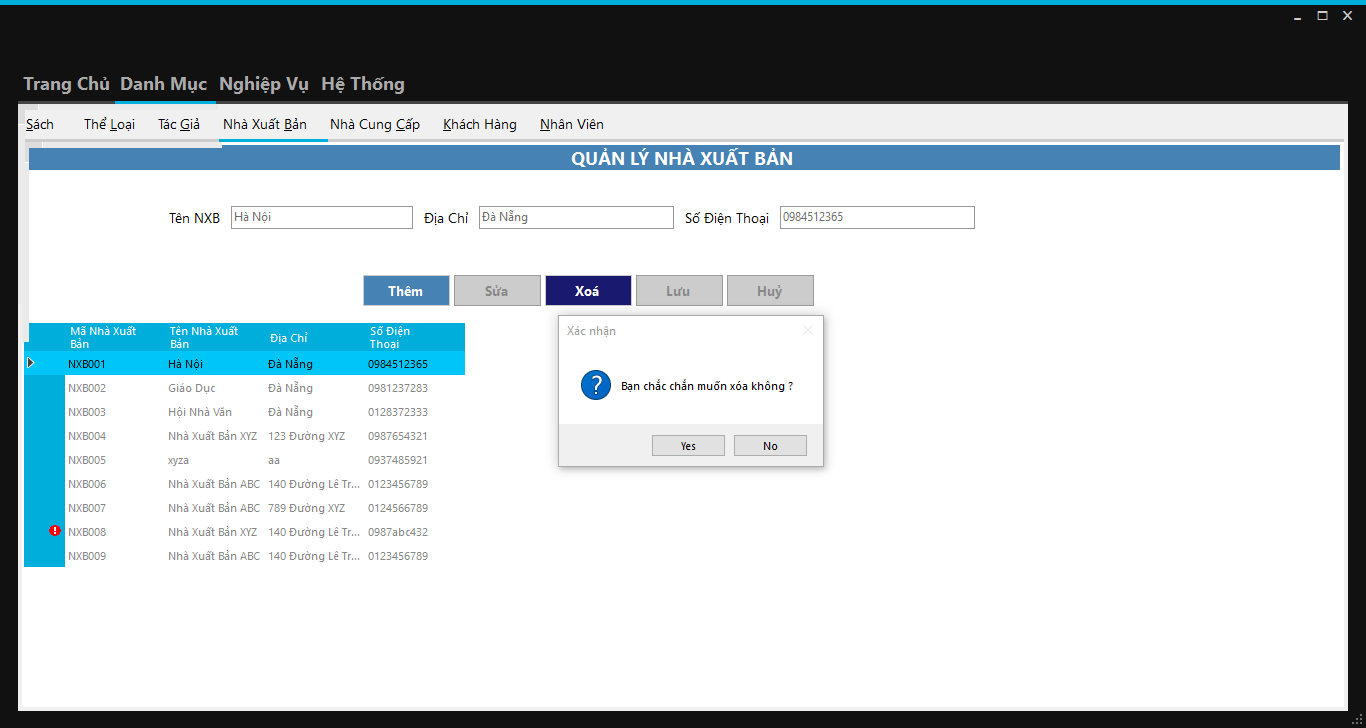 Trang Chủ Danh Mục Nghiệp Vụ Hệ Thống
Sách Thể Loại Tác Giả Nhà Xuất Bản Nhà Cung Cấp Khách Hàng Nhân Viên
QUẢN LÝ NHÀ XUẤT BẢN
Tên NXB Hà Nội Địa Chỉ Đà Nẵng Số Điện Thoại 0984512365
Thêm Sửa Xoá Lưu Huỷ
Mã Nhà Xuất Bản Tên Nhà Xuất Bản Địa Chỉ Số Điện Thoại
NXB001 Hà Nội Đà Nẵng 0984512365
NXB002 Giáo Dục Đà Nẵng 0981237283
NXB003 Hội Nhà Văn Đà Nẵng 0128372333
NXB004 Nhà Xuất Bản XYZ 123 Đường XYZ 0987654321
NXB005 xyza aa 0937485921
NXB006 Nhà Xuất Bản ABC 140 Đường Lê Tr... 0123456789
NXB007 Nhà Xuất Bản ABC 789 Đường XYZ 0124566789
NXB008 Nhà Xuất Bản XYZ 140 Đường Lê Tr... 0987abc432
NXB009 Nhà Xuất Bản ABC 140 Đường Lê Tr... 0123456789
Xác nhận
Bạn chắc chắn muốn xóa không ?
Yes No